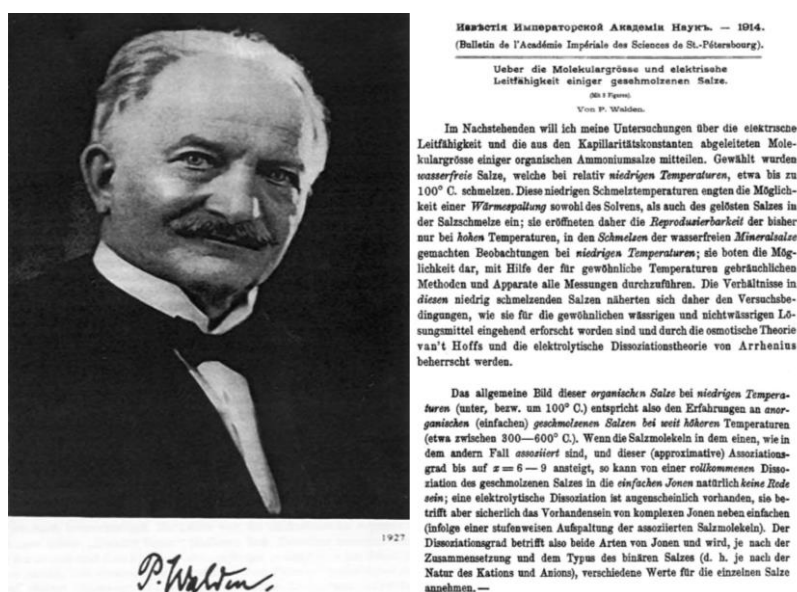 1927
P. Walden.
Извѣстія Императорской Академіи Наукъ. — 1914.
(Bulletin de l'Académie Impériale des Sciences de St.-Pétersbourg).
Ueber die Molekulargrösse und elektrische
Leitfähigkeit einiger geschmolzenen Salze.
(Mit 2 Figuren).
Von P. Walden.
Im Nachstehenden will ich meine Untersuchungen über die elektrische
Leitfähigkeit und die aus den Kapillaritätskonstanten abgeleiteten Mole-
kulargrösse einiger organischen Ammoniumsalze mitteilen. Gewählt wurden
wasserfreie Salze, welche bei relativ niedrigen Temperaturen, etwa bis zu
100° C. schmelzen. Diese niedrigen Schmelztemperaturen engten die Möglich-
keit einer Wärmespaltung sowohl des Solvens, als auch des gelösten Salzes in
der Salzschmelze ein; sie eröffneten daher die Reproduzierbarkeit der bisher
nur bei hohen Temperaturen, in den Schmelzen der wasserfreien Mineralsalze
gemachten Beobachtungen bei niedrigen Temperaturen; sie boten die Mög-
lichkeit dar, mit Hilfe der für gewöhnliche Temperaturen gebräuchlichen
Methoden und Apparate alle Messungen durchzuführen. Die Verhältnisse in
diesen niedrig schmelzenden Salzen näherten sich daher den Versuchsbe-
dingungen, wie sie für die gewöhnlichen wässrigen und nichtwässrigen Lö-
sungsmittel eingehend erforscht worden sind und durch die osmotische Theorie
van't Hoffs und die elektrolytische Dissoziationstheorie von Arrhenius
beherrscht werden.
Das allgemeine Bild dieser organischen Salze bei niedrigen Tempera-
turen (unter, bezw. um 100° C.) entspricht also den Erfahrungen an anor-
ganischen (einfachen) geschmolzenen Salzen bei weit höheren Temperaturen
(etwa zwischen 300—600° C.). Wenn die Salzmolekeln in dem einen, wie in
dem andern Fall assoziiert sind, und dieser (approximative) Assoziations-
grad bis auf x = 6 – 9 ansteigt, so kann von einer vollkommenen Disso-
ziation des geschmolzenen Salzes in die einfachen Jonen natürlich keine Rede
sein; eine elektrolytische Dissoziation ist augenscheinlich vorhanden, sie be-
trifft aber sicherlich das Vorhandensein von komplexen Jonen neben einfachen
(infolge einer stufenweisen Aufspaltung der assoziierten Salzmolekeln). Der
Dissoziationsgrad betrifft also beide Arten von Jonen und wird, je nach der
Zusammensetzung und dem Typus des binären Salzes (d. h. je nach der
Natur des Kations und Anions), verschiedene Werte für die einzelnen Salze
annehmen. —